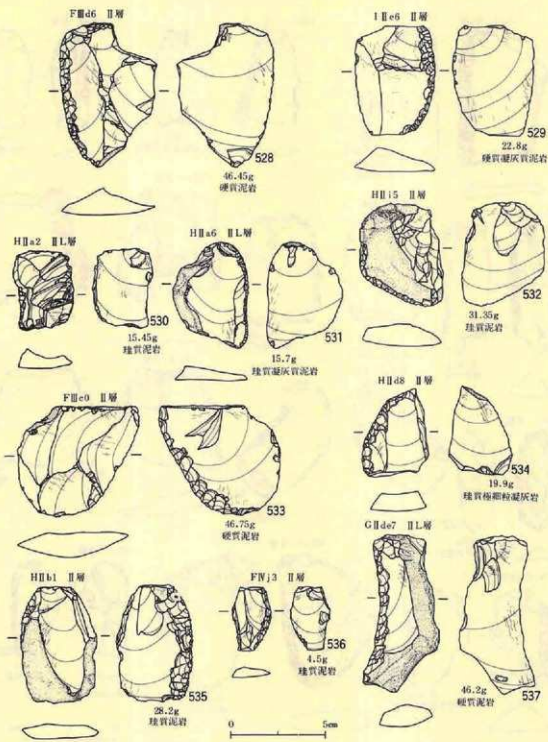 FⅢd6 Ⅱ層
528
46.45g
硬質泥岩
ⅠⅡe6 Ⅱ層
529
22.8g
硬質凝灰質泥岩
HⅡa2 ⅡL層
530
15.45g
珪質泥岩
HⅡa6 ⅡL層
531
15.7g
珪質凝灰質泥岩
HⅡj5 Ⅱ層
532
31.35g
珪質泥岩
FⅢc0 Ⅱ層
533
46.75g
硬質泥岩
HⅡd8 Ⅱ層
534
19.9g
珪質極細粒凝灰岩
HⅡb1 Ⅱ層
535
28.2g
珪質泥岩
FⅣj3 Ⅱ層
536
4.5g
珪質泥岩
GⅡde7 ⅡL層
537
46.2g
硬質泥岩
0 5cm